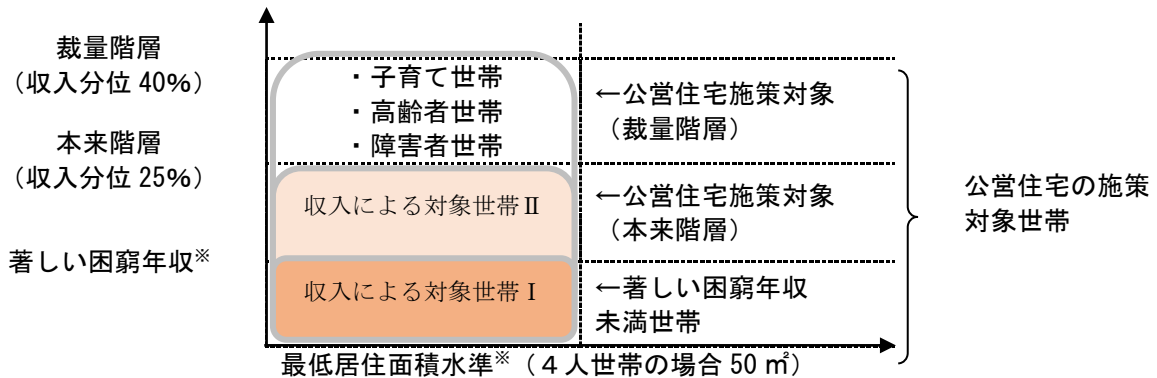 裁量階層
（収入分位 40％）
本来階層
（収入分位 25％）
著しい困窮年収※
・子育て世帯
・高齢者世帯
・障害者世帯
収入による対象世帯Ⅱ
収入による対象世帯Ⅰ
←公営住宅施策対象
（裁量階層）
←公営住宅施策対象
（本来階層）
←著しい困窮年収
未満世帯
公営住宅の施策
対象世帯
最低居住面積水準※（４人世帯の場合 50 ㎡）